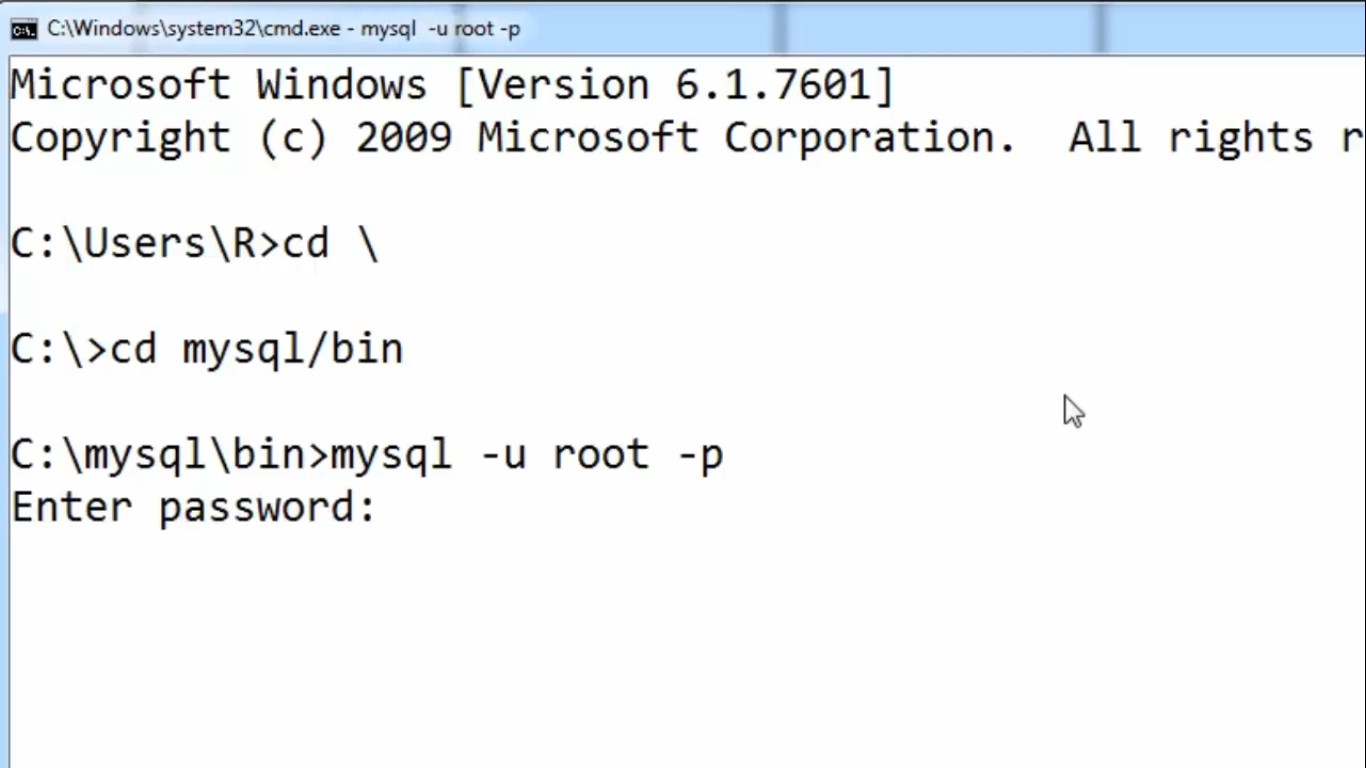 C:\Windows\system32\cmd.exe - mysql  -u root -p
Microsoft Windows [Version 6.1.7601]
Copyright (c) 2009 Microsoft Corporation.  All rights r
C:\Users\R>cd \
C:\>cd mysql/bin
C:\mysql\bin>mysql -u root -p
Enter password: